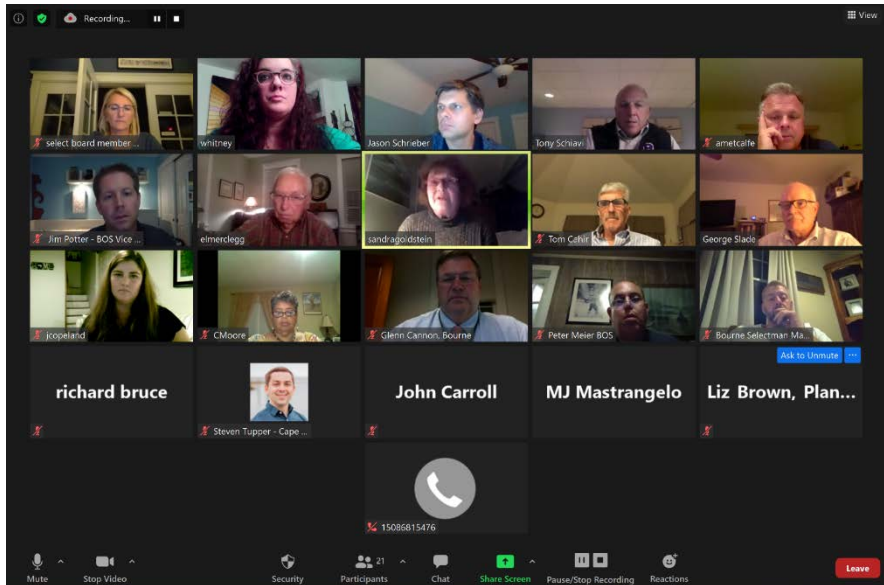 Recording...
View
select board member ...
whitney
Jason Schrieber
Tony Schiavi
ametcalfe
Jim Potter - BOS Vice ...
elmerclegg
sandragoldstein
Tom Cahir
George Slade
jcopeland
CMoore
Glenn Cannon, Bourne
Peter Meier BOS
Bourne Selectman Ma...
Ask to Unmute ...
richard bruce
Steven Tupper - Cape ...
John Carroll
MJ Mastrangelo
Liz Brown, Plan...
15086815476
Mute
Stop Video
Security
Participants
21
Chat
Share Screen
Pause/Stop Recording
Reactions
Leave